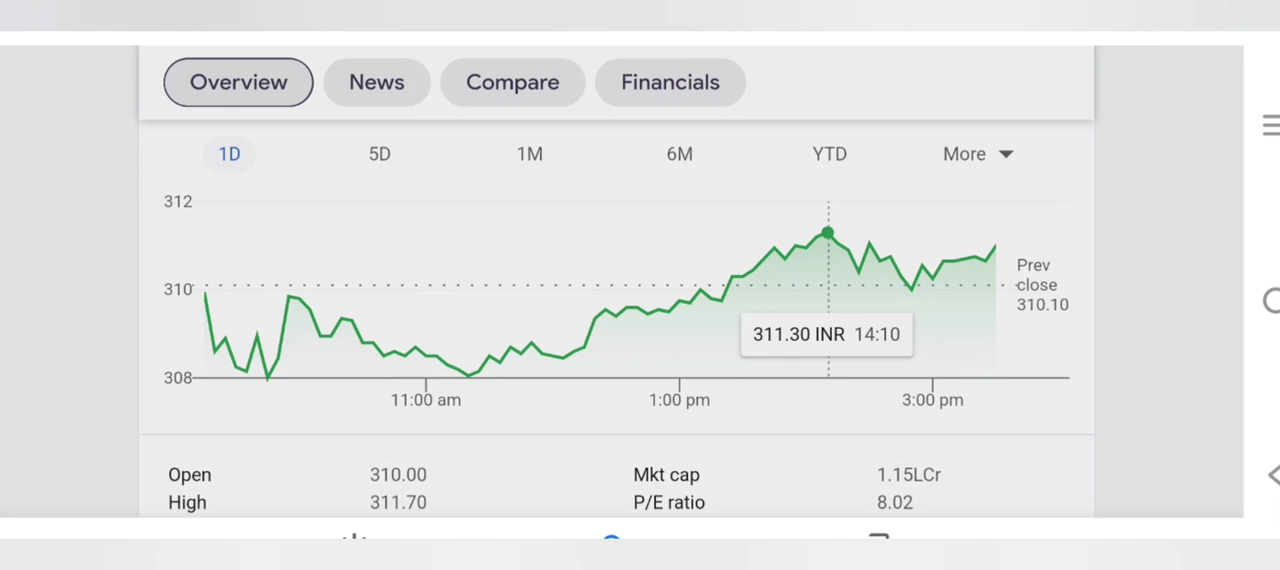 Overview News Compare Financials
1D 5D 1M 6M YTD More
312
310
308
Prev
close
310.10
311.30 INR 14:10
11:00 am 1:00 pm 3:00 pm
Open 310.00 Mkt cap 1.15LCr
High 311.70 P/E ratio 8.02